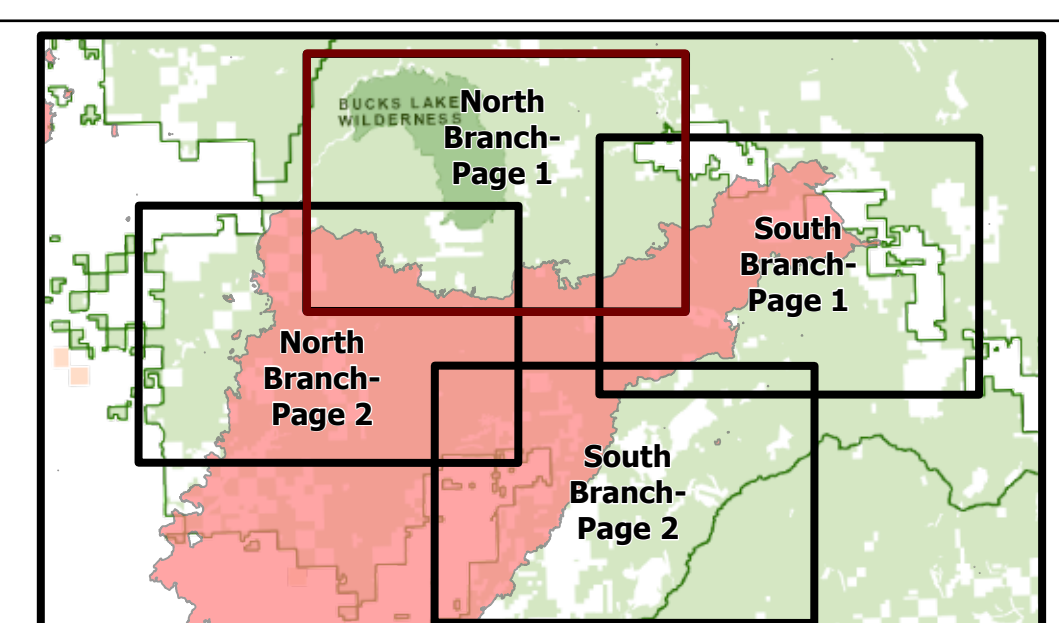 BUCKS LAKE
WILDERNESS
North
Branch-
Page 1
South
Branch-
Page 1
North
Branch-
Page 2
South
Branch-
Page 2